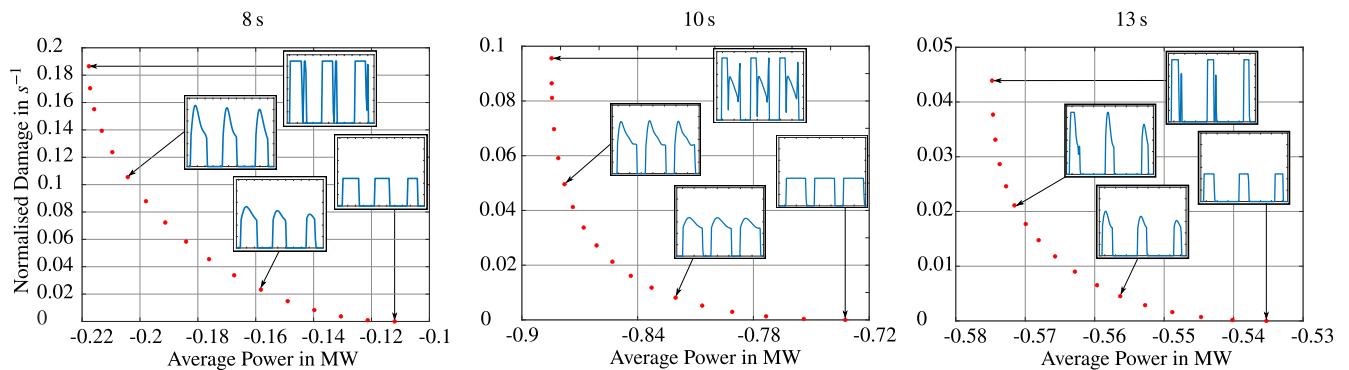 8 s
10 s
13 s
Normalised Damage in s⁻¹
0.2
0.18
0.16
0.14
0.12
0.1
0.08
0.06
0.04
0.02
0
-0.22 -0.2 -0.18 -0.16 -0.14 -0.12 -0.1
Average Power in MW
0.1
0.08
0.06
0.04
0.02
0
-0.9 -0.84 -0.78 -0.72
Average Power in MW
0.05
0.04
0.03
0.02
0.01
0
-0.58 -0.57 -0.56 -0.55 -0.54 -0.53
Average Power in MW